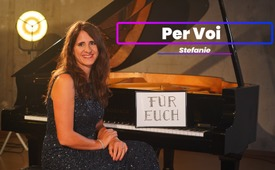 Per Voi
Stefanie
FÜR
EUCH